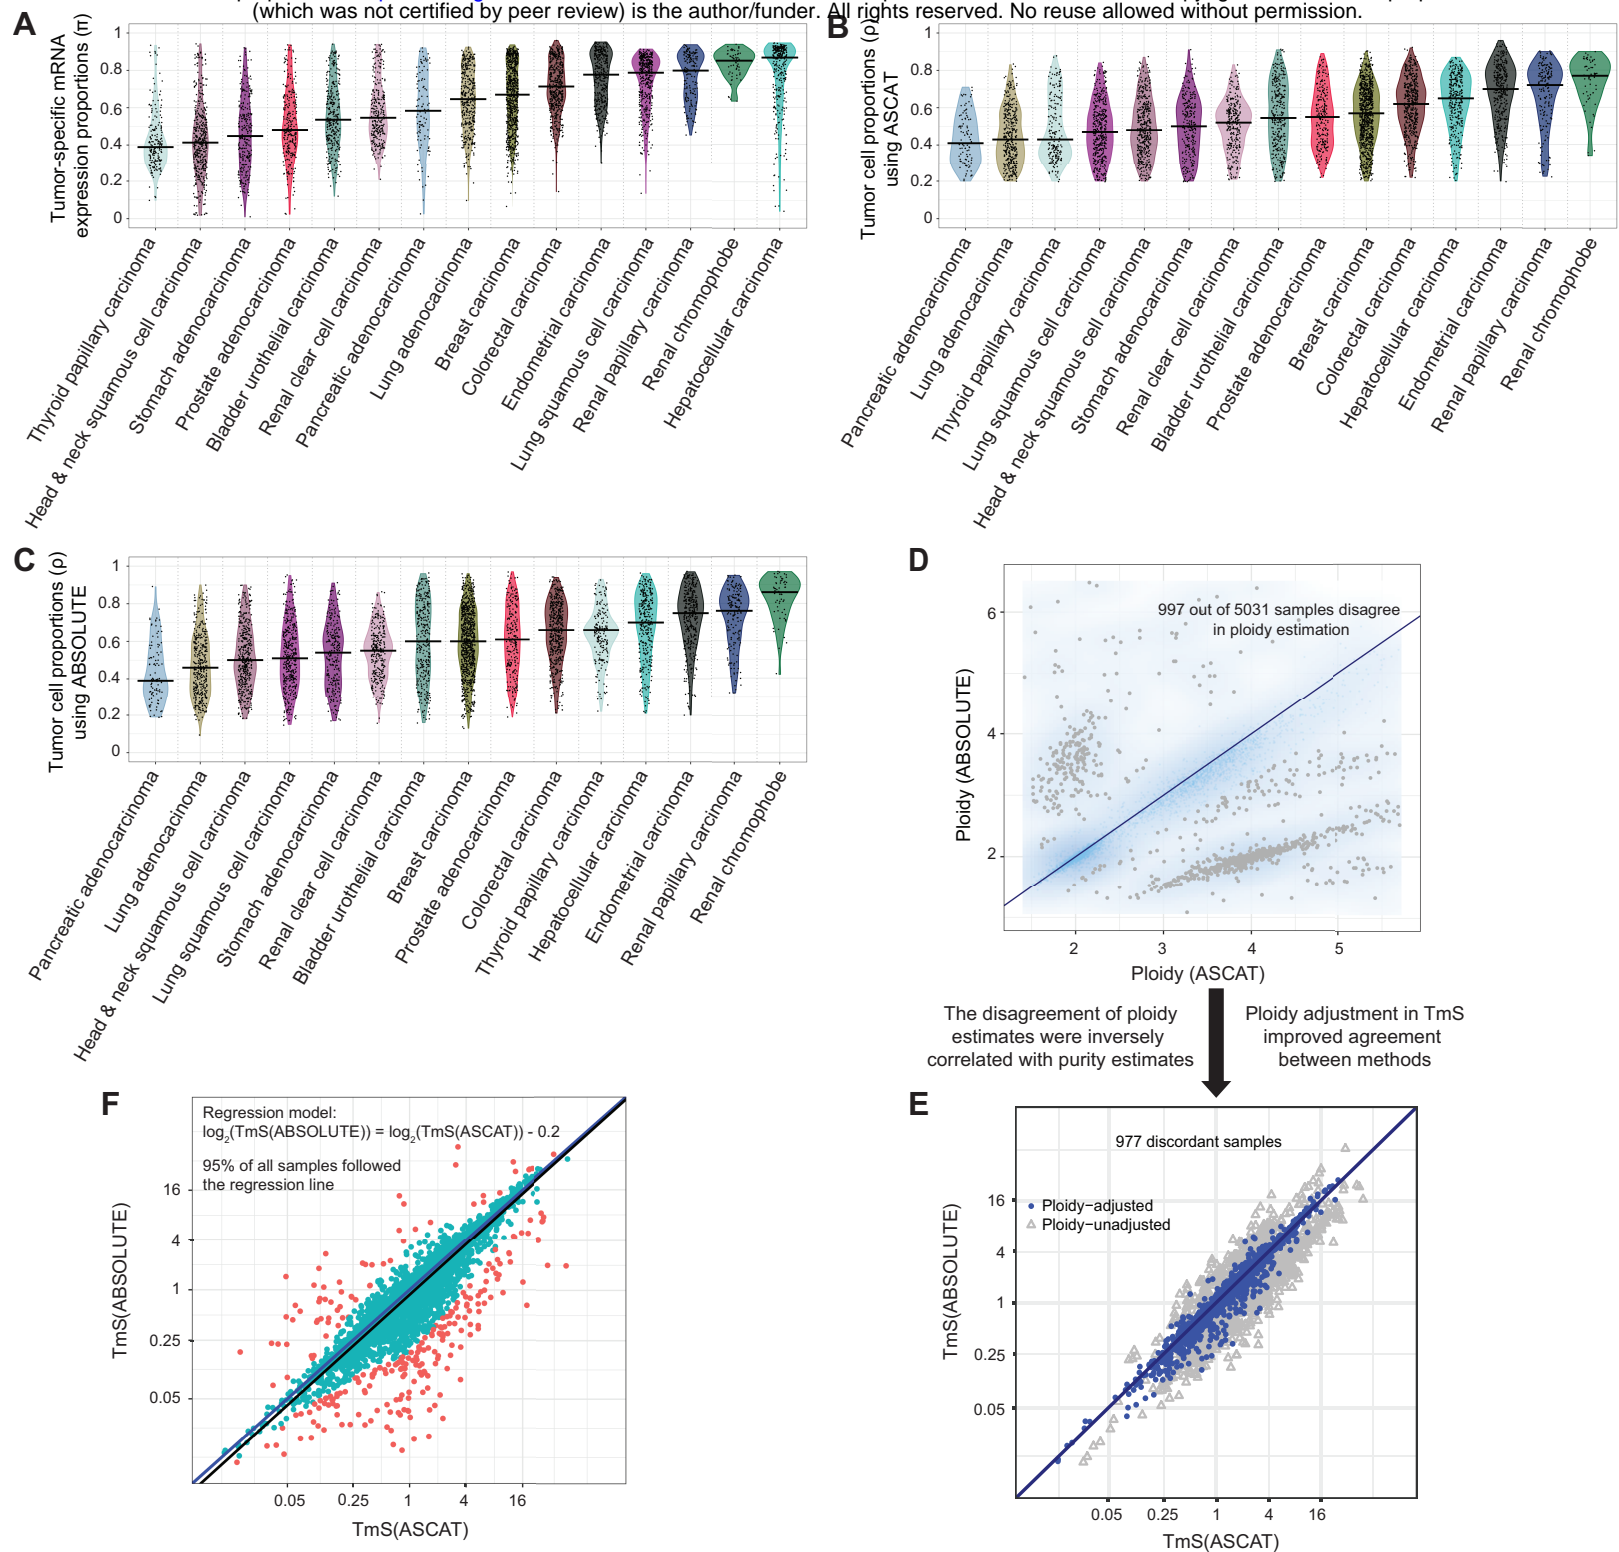 (which was not certified by peer review) is the author/funder. All rights reserved. No reuse allowed without permission.
A
Tumor-specific mRNA
expression proportions (π)
1
0.8
0.6
0.4
0.2
0
Thyroid papillary carcinoma
Head & neck squamous cell carcinoma
Stomach adenocarcinoma
Prostate adenocarcinoma
Bladder urothelial carcinoma
Renal clear cell carcinoma
Pancreatic adenocarcinoma
Lung adenocarcinoma
Breast carcinoma
Colorectal carcinoma
Endometrial carcinoma
Lung squamous cell carcinoma
Renal papillary carcinoma
Renal chromophobe
Hepatocellular carcinoma
B
Tumor cell proportions (ρ)
using ASCAT
1
0.8
0.6
0.4
0.2
0
Pancreatic adenocarcinoma
Lung adenocarcinoma
Thyroid papillary carcinoma
Lung squamous cell carcinoma
Head & neck squamous cell carcinoma
Stomach adenocarcinoma
Renal clear cell carcinoma
Bladder urothelial carcinoma
Prostate adenocarcinoma
Breast carcinoma
Colorectal carcinoma
Hepatocellular carcinoma
Endometrial carcinoma
Renal papillary carcinoma
Renal chromophobe
C
Tumor cell proportions (ρ)
using ABSOLUTE
1
0.8
0.6
0.4
0.2
0
Pancreatic adenocarcinoma
Lung adenocarcinoma
Head & neck squamous cell carcinoma
Lung squamous cell carcinoma
Stomach adenocarcinoma
Renal clear cell carcinoma
Bladder urothelial carcinoma
Breast carcinoma
Prostate adenocarcinoma
Colorectal carcinoma
Thyroid papillary carcinoma
Hepatocellular carcinoma
Endometrial carcinoma
Renal papillary carcinoma
Renal chromophobe
D
997 out of 5031 samples disagree
in ploidy estimation
Ploidy (ABSOLUTE)
6
4
2
2 3 4 5
Ploidy (ASCAT)
The disagreement of ploidy
estimates were inversely
correlated with purity estimates
Ploidy adjustment in TmS
improved agreement
between methods
F
Regression model:
log2(TmS(ABSOLUTE)) = log2(TmS(ASCAT)) - 0.2
95% of all samples followed
the regression line
TmS(ABSOLUTE)
16
4
1
0.25
0.05
0.05 0.25 1 4 16
TmS(ASCAT)
E
977 discordant samples
Ploidy−adjusted
Ploidy−unadjusted
TmS(ABSOLUTE)
16
4
1
0.25
0.05
0.05 0.25 1 4 16
TmS(ASCAT)